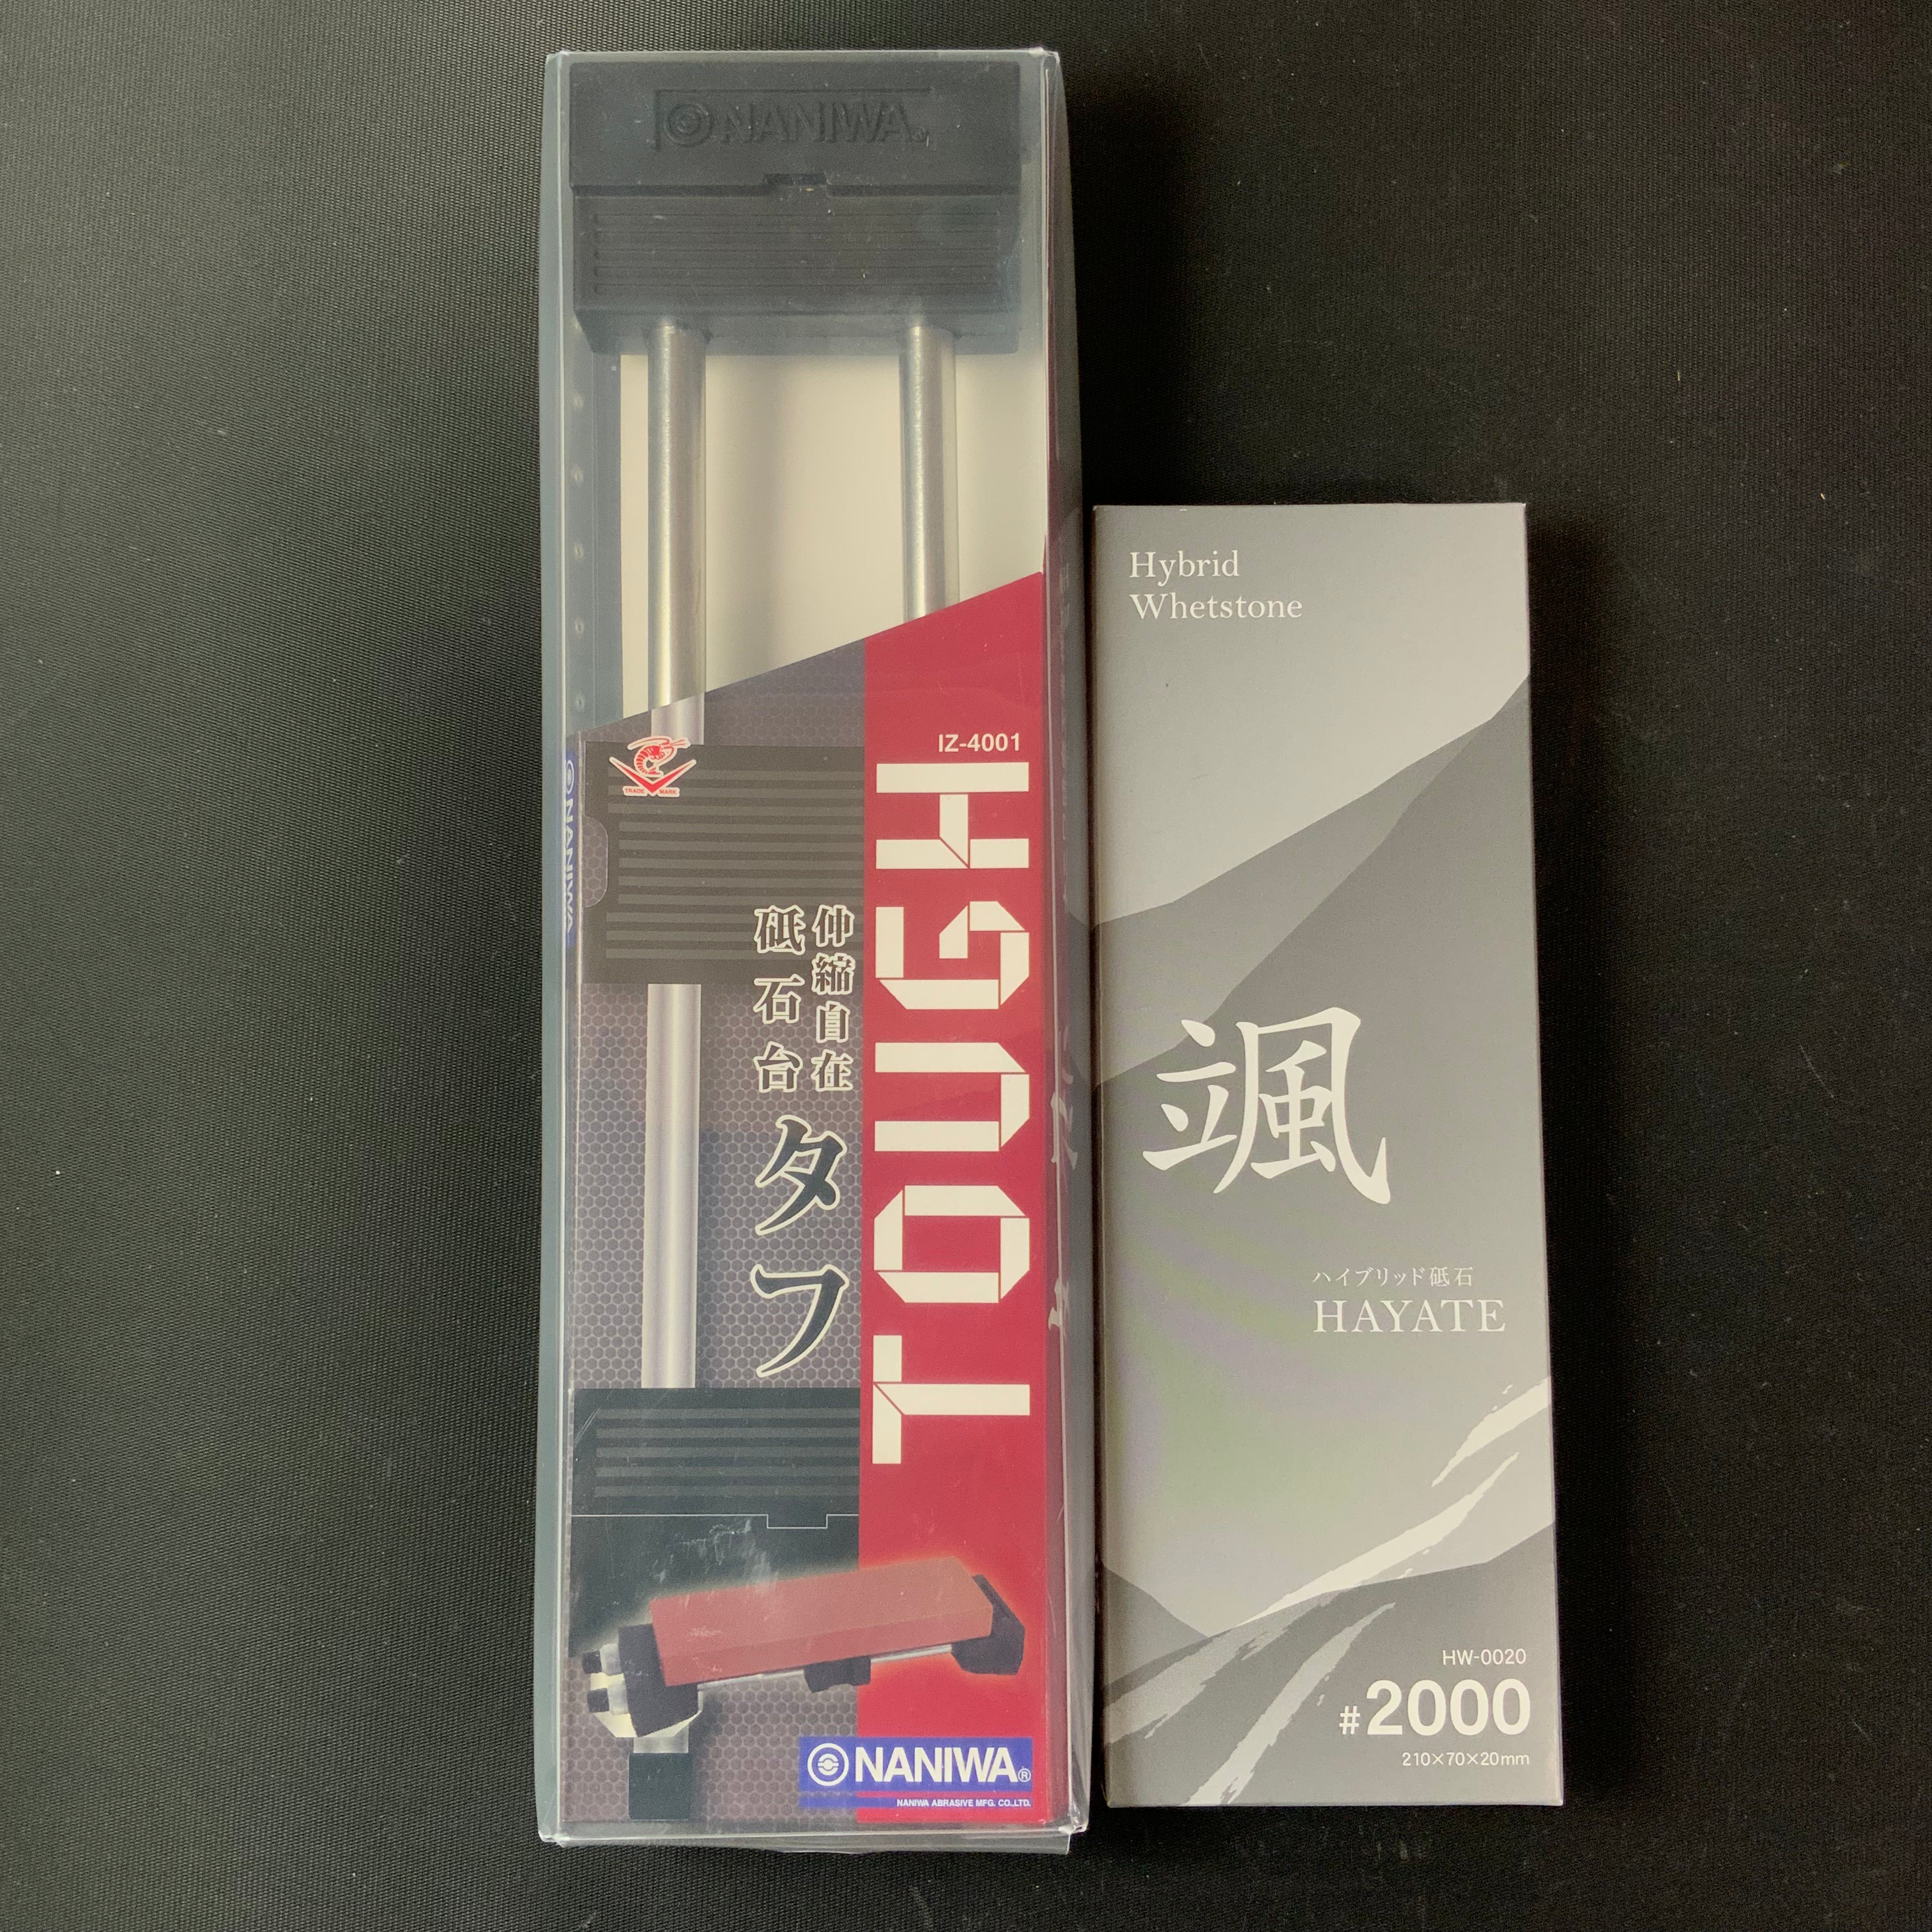 NANIWA
IZ-4001
TOUGH
TRADE MARK
伸縮自在
砥石台
タフ
NANIWA
NANIWA®
NANIWA ABRASIVE MFG. CO.,LTD.
Hybrid
Whetstone
颯
ハイブリッド砥石
HAYATE
HW-0020
#2000
210×70×20mm